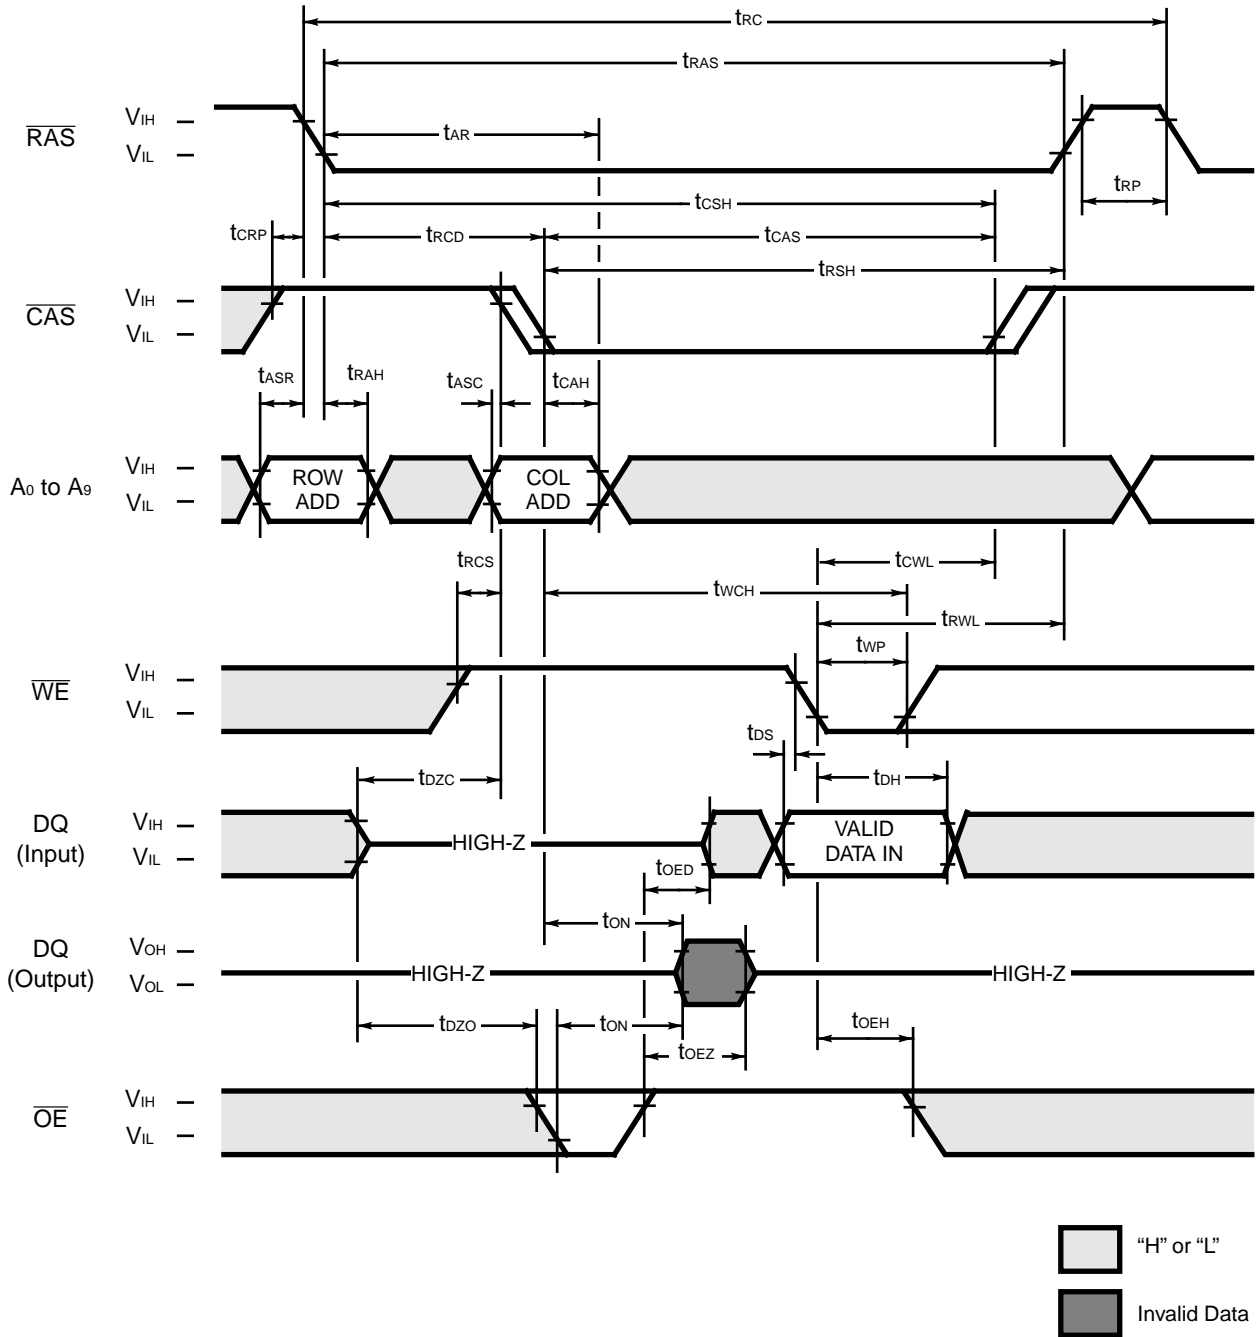 tRC
tRAS
RAS
VIH
VIL
tAR
tRP
tCSH
tCRP
tRCD
tCAS
tRSH
CAS
VIH
VIL
tASR
tRAH
tASC
tCAH
A0 to A9
VIH
VIL
ROW
ADD
COL
ADD
tRCS
tCWL
tWCH
tRWL
tWP
WE
VIH
VIL
tDS
tDZC
tDH
DQ
(Input)
VIH
VIL
HIGH-Z
VALID
DATA IN
tOED
tON
DQ
(Output)
VOH
VOL
HIGH-Z
HIGH-Z
tDZO
tON
tOEZ
tOEH
OE
VIH
VIL
“H” or “L”
Invalid Data